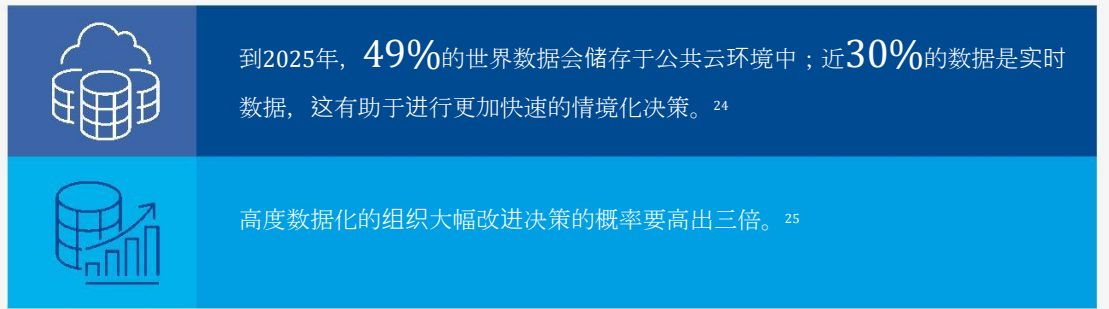 到2025年，49%的世界数据会储存于公共云环境中；近30%的数据是实时
数据，这有助于进行更加快速的情境化决策。24
高度数据化的组织大幅改进决策的概率要高出三倍。25